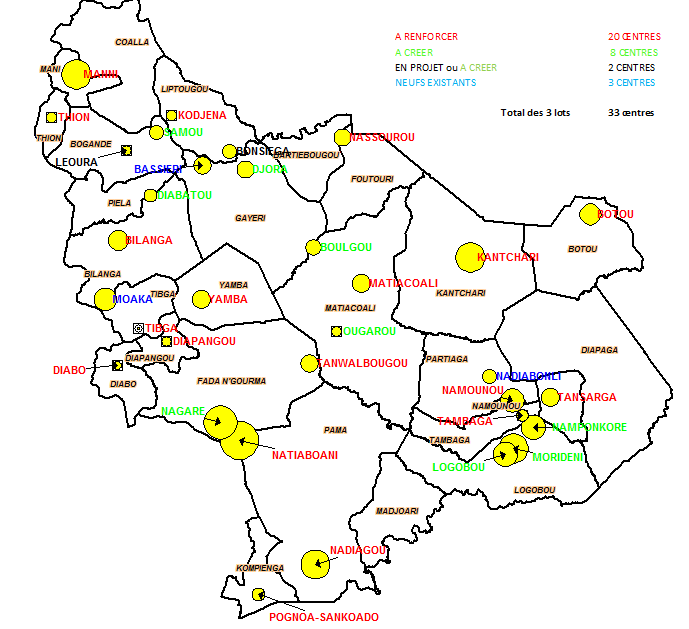 COALLA
A RENFORCER 20 CENTRES
A CREER 8 CENTRES
EN PROJET ou A CREER 2 CENTRES
NEUFS EXISTANTS 3 CENTRES
Total des 3 lots 33 centres
MANI
MANNI
LIPTOUGOU
THION
KODJENA
THION
SAMOU
NASSOUROU
BOGANDE
LEOURA
BONSIEGA
BARTIEBOUGOU
BASSIERI
DJORA
FOUTOURI
DIABATOU
PIELA
GAYERI
BOTOU
BILANGA
BOULGOU
BOTOU
KANTCHARI
BILANGA
YAMBA
MATIACOALI
TIBGA
KANTCHARI
MOAKA
YAMBA
MATIACOALI
TIBGA
OUGAROU
DIAPANGOU
DIAPAGA
DIAPANGOU
PARTIAGA
TANWALBOUGOU
DIABO
NADIABONLI
DIABO
FADA N'GOURMA
NAMOUNOU
TANSARGA
NAMOUNOU
NAGARE
TAMBAGA
NAMPONKORE
PAMA
TAMBAGA
NATIABOANI
MORIDENI
LOGOBOU
LOGOBOU
MADJOARI
NADIAGOU
KOMPIENGA
POGNOA-SANKOADO